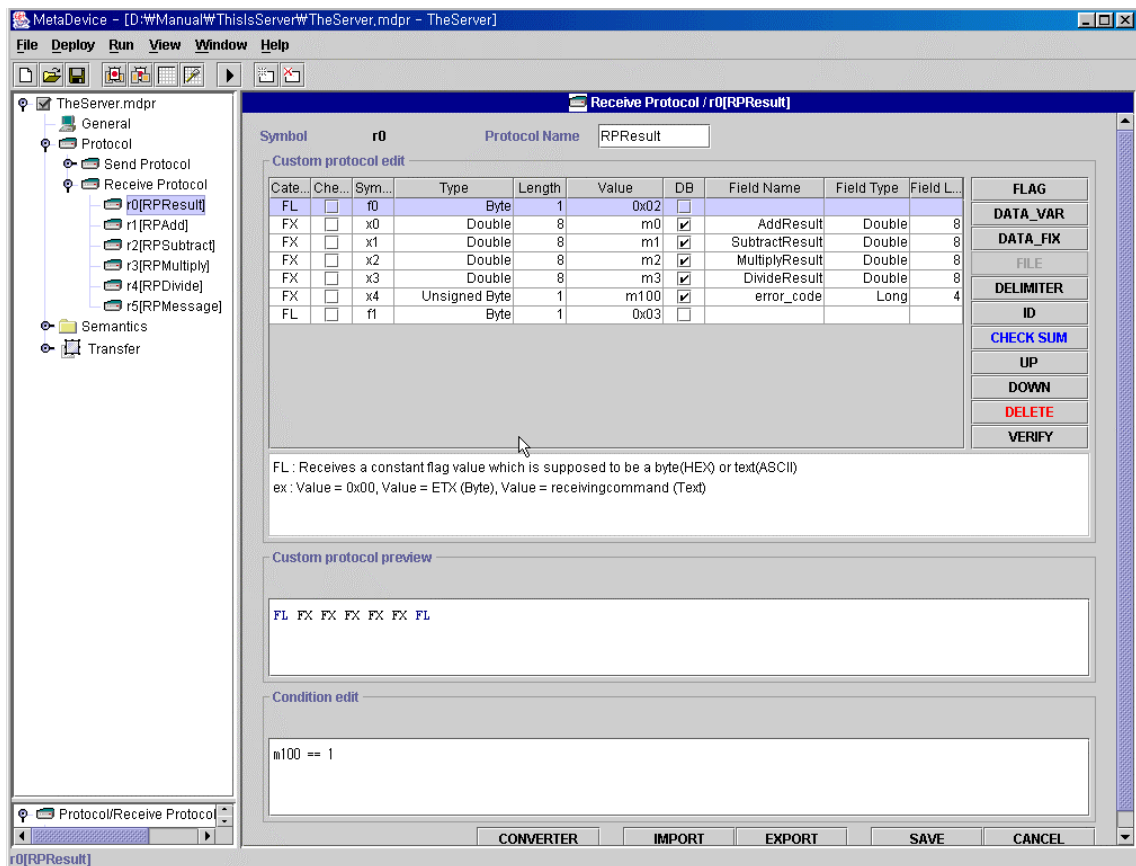 MetaDevice - [D:₩Manual₩ThisIsServer₩TheServer,mdpr - TheServer]
File Deploy Run View Window Help
TheServer.mdpr
General
Protocol
Send Protocol
Receive Protocol
r0[RPResult]
r1[RPAdd]
r2[RPSubtract]
r3[RPMultiply]
r4[RPDivide]
r5[RPMessage]
Semantics
Transfer
Protocol/Receive Protocol
Receive Protocol / r0[RPResult]
Symbol r0 Protocol Name RPResult
Custom protocol edit
Cate... Che... Sym... Type Length Value DB Field Name Field Type Field L...
FL f0 Byte 1 0x02
FX x0 Double 8 m0 AddResult Double 8
FX x1 Double 8 m1 SubtractResult Double 8
FX x2 Double 8 m2 MultiplyResult Double 8
FX x3 Double 8 m3 DivideResult Double 8
FX x4 Unsigned Byte 1 m100 error_code Long 4
FL f1 Byte 1 0x03
FLAG
DATA_VAR
DATA_FIX
FILE
DELIMITER
ID
CHECK SUM
UP
DOWN
DELETE
VERIFY
FL : Receives a constant flag value which is supposed to be a byte(HEX) or text(ASCII)
ex : Value = 0x00, Value = ETX (Byte), Value = receivingcommand (Text)
Custom protocol preview
FL FX FX FX FX FX FL
Condition edit
m100 == 1
CONVERTER IMPORT EXPORT SAVE CANCEL
r0[RPResult]